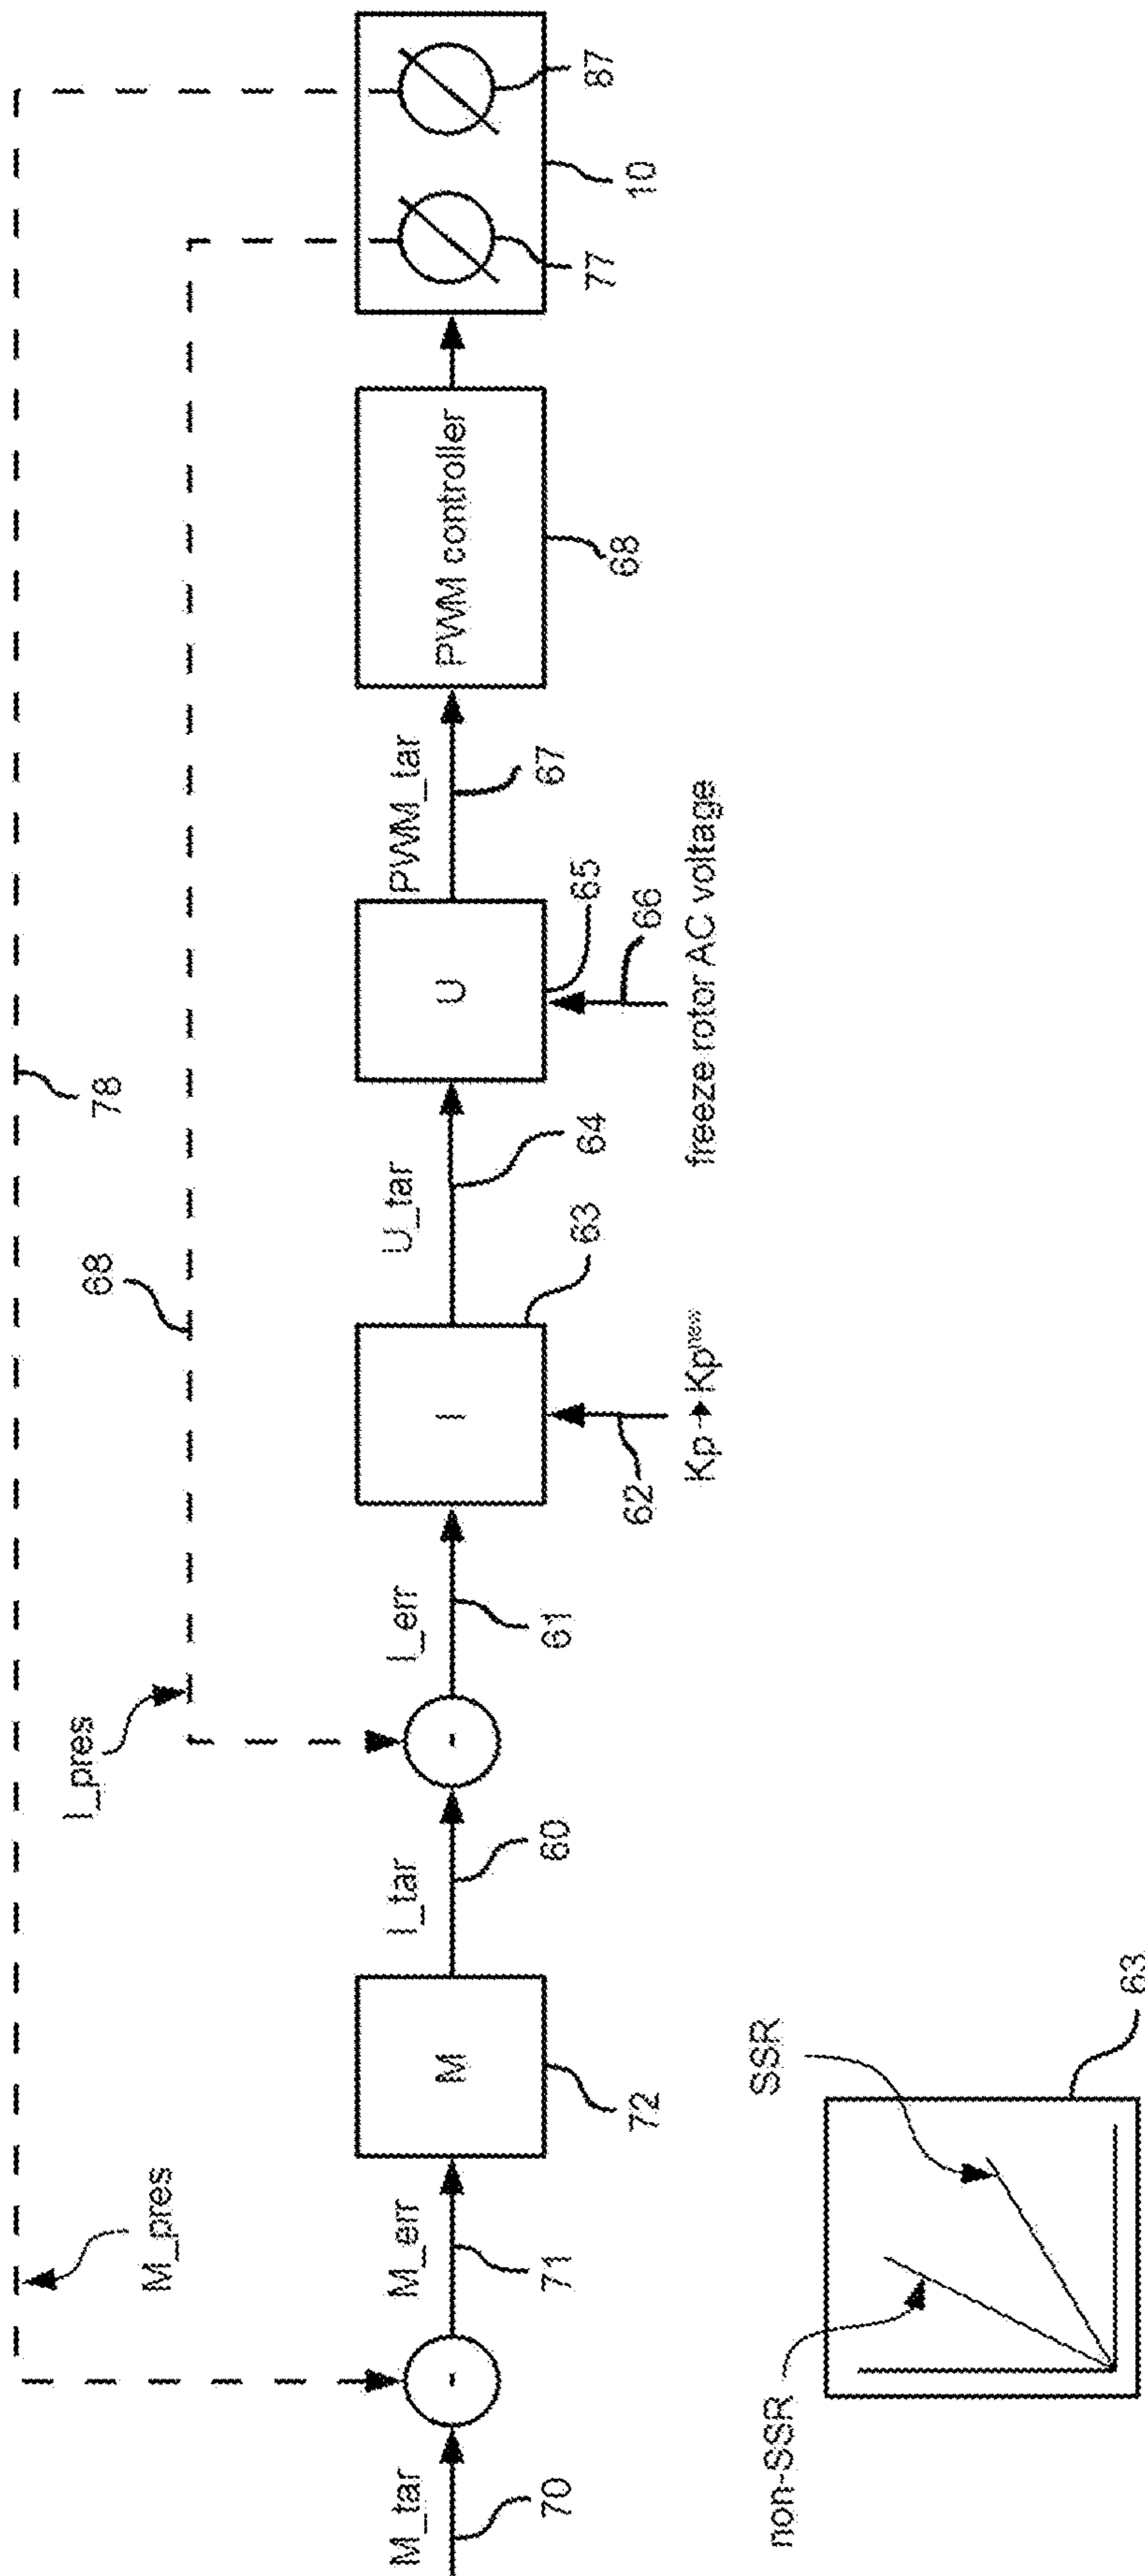 M_pres
78
I_pres
68
M_tar
70
M_err
71
M
72
I_tar
60
I_err
61
I
63
62
Kp → Kp^new
U_tar
64
U
65
66
freeze rotor AC voltage
PWM_tar
67
PWM controller
68
77
87
10
non-SSR
SSR
63